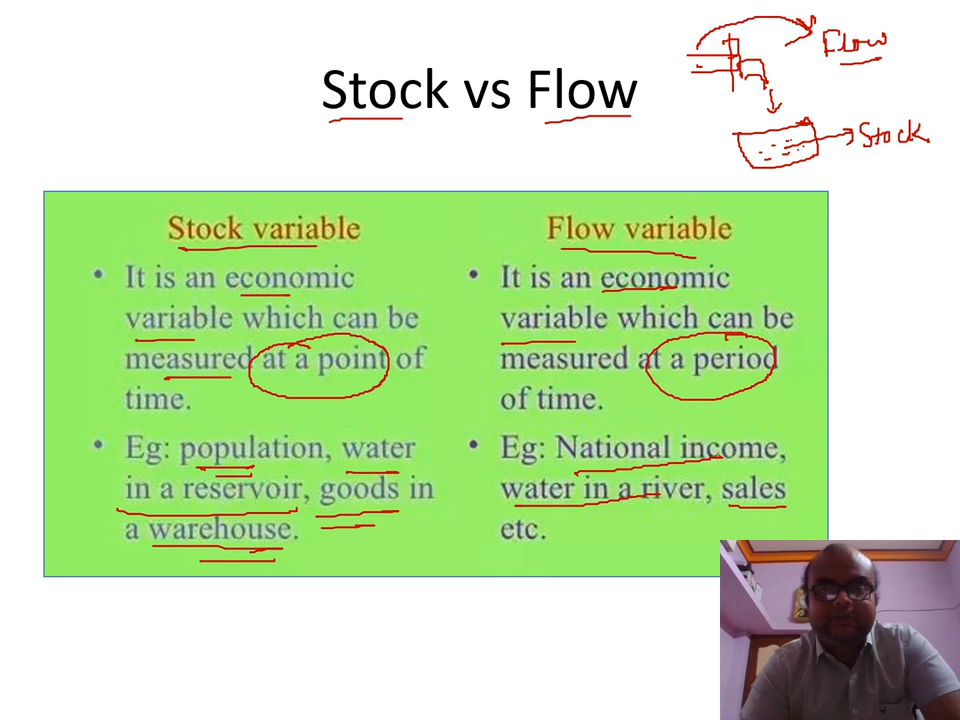 Stock vs Flow
Flow
Stock
Stock variable
• It is an economic
variable which can be
measured at a point of
time.
• Eg: population, water
in a reservoir, goods in
a warehouse.
Flow variable
• It is an economic
variable which can be
measured at a period
of time.
• Eg: National income,
water in a river, sales
etc.